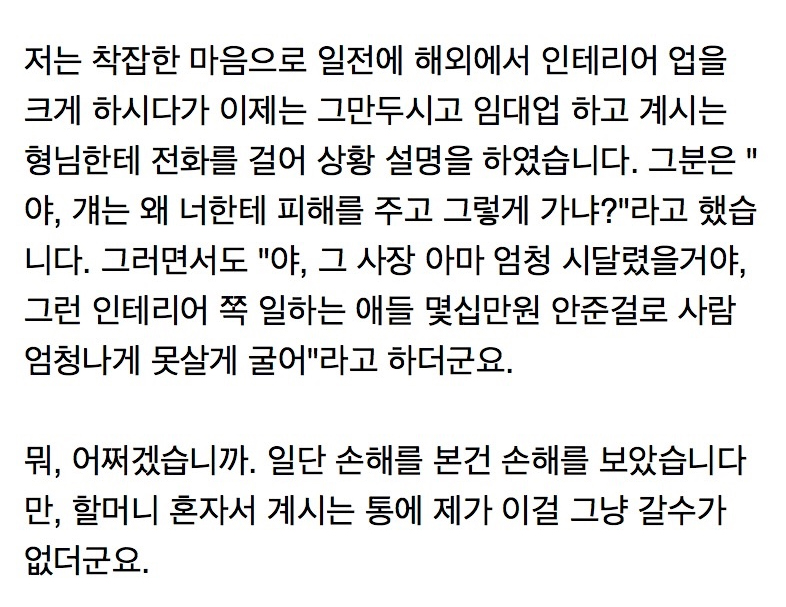 저는 착잡한 마음으로 일전에 해외에서 인테리어 업을
크게 하시다가 이제는 그만두시고 임대업 하고 계시는
형님한테 전화를 걸어 상황 설명을 하였습니다. 그분은 "
야, 걔는 왜 너한테 피해를 주고 그렇게 가냐?"라고 했습
니다. 그러면서도 "야, 그 사장 아마 엄청 시달렸을거야,
그런 인테리어 쪽 일하는 애들 몇십만원 안준걸로 사람
엄청나게 못살게 굴어"라고 하더군요.
뭐, 어쩌겠습니까. 일단 손해를 본건 손해를 보았습니다
만, 할머니 혼자서 계시는 통에 제가 이걸 그냥 갈수가
없더군요.